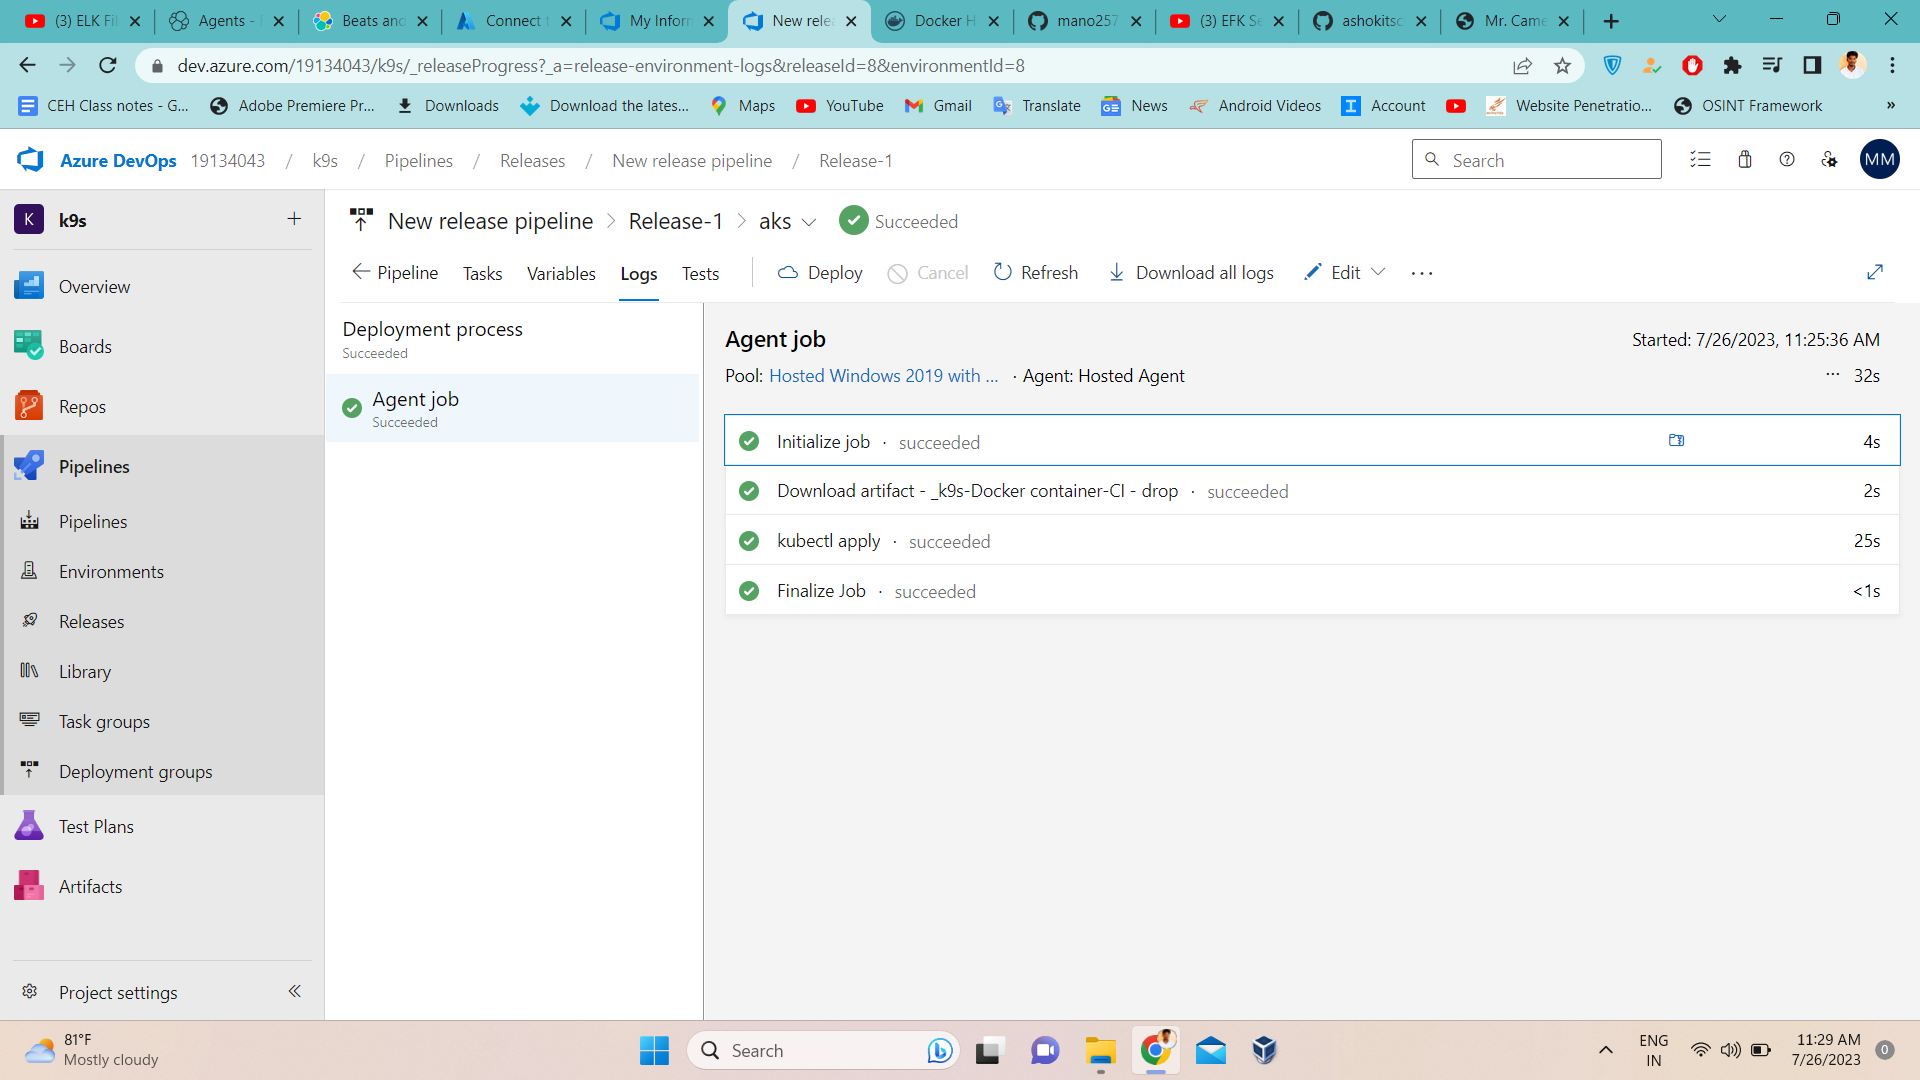 (3) ELK Fil
Agents -
Beats and
Connect t
My Inform
New relea
Docker H
mano257
(3) EFK Se
ashokitsc
Mr. Came
dev.azure.com/19134043/k9s/_releaseProgress?_a=release-environment-logs&releaseId=8&environmentId=8
CEH Class notes - G...
Adobe Premiere Pr...
Downloads
Download the lates...
Maps
YouTube
Gmail
Translate
News
Android Videos
Account
Website Penetratio...
OSINT Framework
»
Azure DevOps 19134043 / k9s / Pipelines / Releases / New release pipeline / Release-1
Search
MM
K k9s
New release pipeline > Release-1 > aks Succeeded
Pipeline Tasks Variables Logs Tests Deploy Cancel Refresh Download all logs Edit ...
Overview
Boards
Repos
Pipelines
Pipelines
Environments
Releases
Library
Task groups
Deployment groups
Test Plans
Artifacts
Project settings
Deployment process
Succeeded
Agent job
Succeeded
Agent job
Started: 7/26/2023, 11:25:36 AM
Pool: Hosted Windows 2019 with ... · Agent: Hosted Agent
... 32s
Initialize job · succeeded 4s
Download artifact - _k9s-Docker container-CI - drop · succeeded 2s
kubectl apply · succeeded 25s
Finalize Job · succeeded <1s
81°F
Mostly cloudy
Search
ENG
IN
11:29 AM
7/26/2023
0